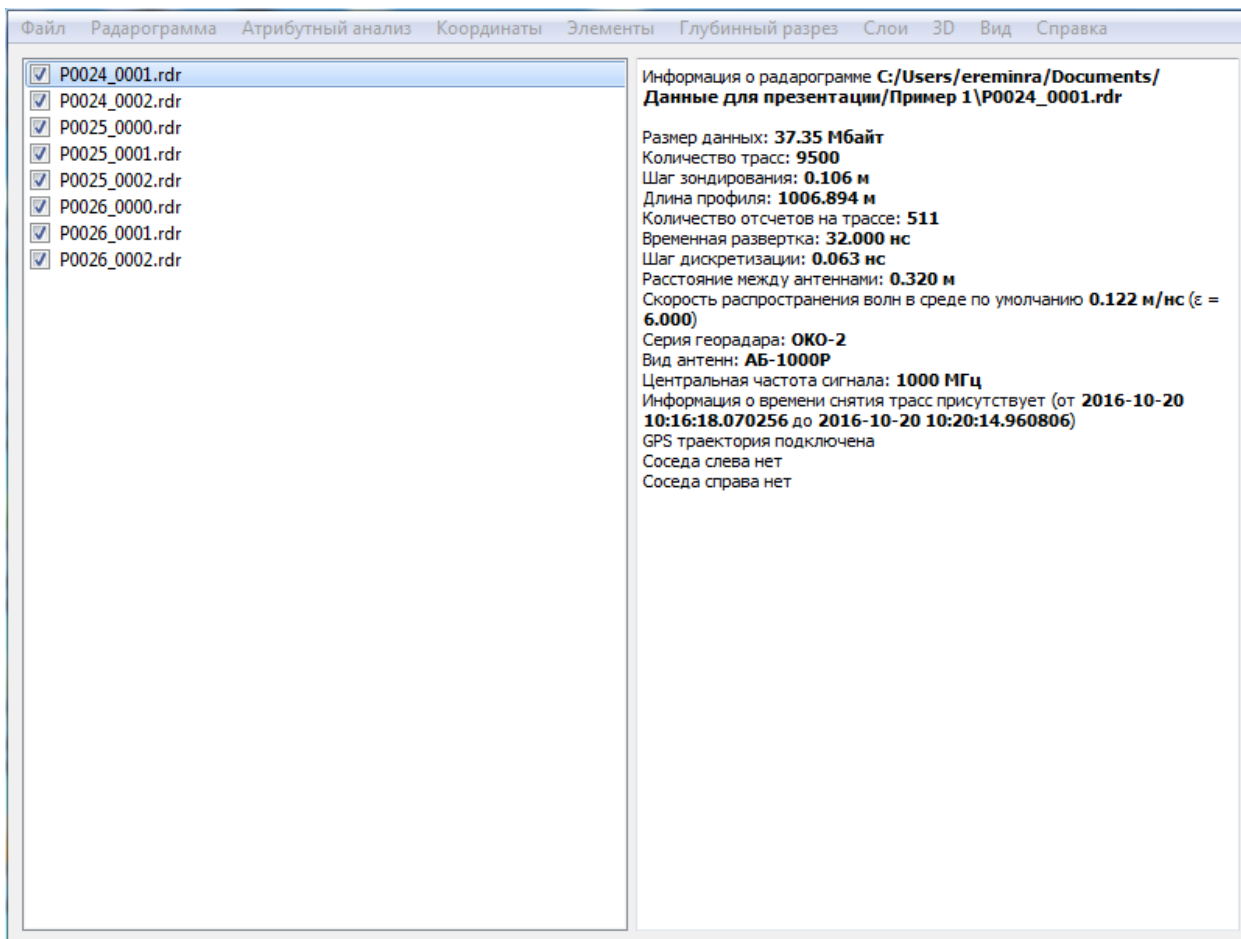 Файл Радарограмма Атрибутный анализ Координаты Элементы Глубинный разрез Слои 3D Вид Справка
P0024_0001.rdr
P0024_0002.rdr
P0025_0000.rdr
P0025_0001.rdr
P0025_0002.rdr
P0026_0000.rdr
P0026_0001.rdr
P0026_0002.rdr
Информация о радарограмме C:/Users/ereminra/Documents/
Данные для презентации/Пример 1\P0024_0001.rdr
Размер данных: 37.35 Мбайт
Количество трасс: 9500
Шаг зондирования: 0.106 м
Длина профиля: 1006.894 м
Количество отсчетов на трассе: 511
Временная развертка: 32.000 нс
Шаг дискретизации: 0.063 нс
Расстояние между антеннами: 0.320 м
Скорость распространения волн в среде по умолчанию 0.122 м/нс (ε =
6.000)
Серия георадара: ОКО-2
Вид антенн: АБ-1000Р
Центральная частота сигнала: 1000 МГц
Информация о времени снятия трасс присутствует (от 2016-10-20
10:16:18.070256 до 2016-10-20 10:20:14.960806)
GPS траектория подключена
Соседа слева нет
Соседа справа нет